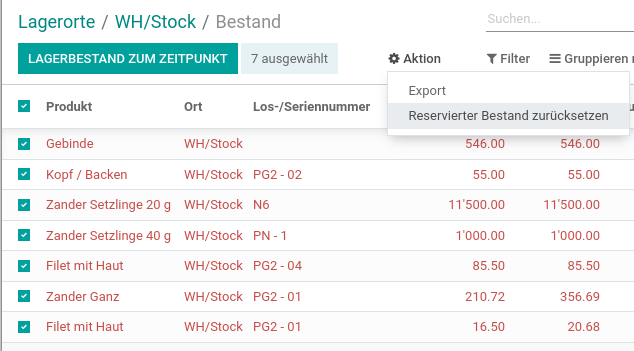 Lagerorte / WH/Stock / Bestand
Suchen...
LAGERBESTAND ZUM ZEITPUNKT 7 ausgewählt Aktion Filter Gruppieren
Export
Reservierter Bestand zurücksetzen
Produkt Ort Los-/Seriennummer
Gebinde WH/Stock 546.00 546.00
Kopf / Backen WH/Stock PG2 - 02 55.00 55.00
Zander Setzlinge 20 g WH/Stock N6 11'500.00 11'500.00
Zander Setzlinge 40 g WH/Stock PN - 1 1'000.00 1'000.00
Filet mit Haut WH/Stock PG2 - 04 85.50 85.50
Zander Ganz WH/Stock PG2 - 01 210.72 356.69
Filet mit Haut WH/Stock PG2 - 01 16.50 20.68